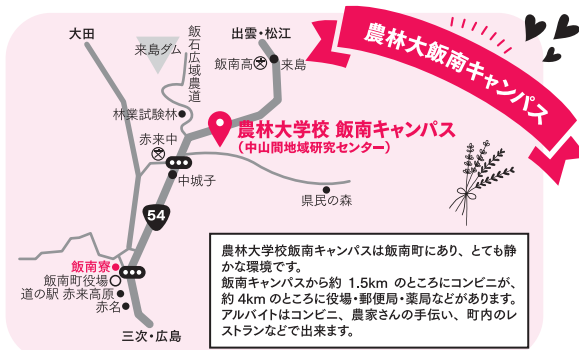 農林大飯南キャンパス
大田
来島ダム
飯石広域農道
出雲・松江
飯南高
来島
林業試験林
赤来中
農林大学校 飯南キャンパス
(中山間地域研究センター)
中城子
県民の森
54
飯南寮
飯南町役場
道の駅 赤来高原
赤名
三次・広島
農林大学校飯南キャンパスは飯南町にあり、とても静
かな環境です。
飯南キャンパスから約 1.5km のところにコンビニが、
約 4km のところに役場・郵便局・薬局などがあります。
アルバイトはコンビニ、農家さんの手伝い、町内のレ
ストランなどで出来ます。